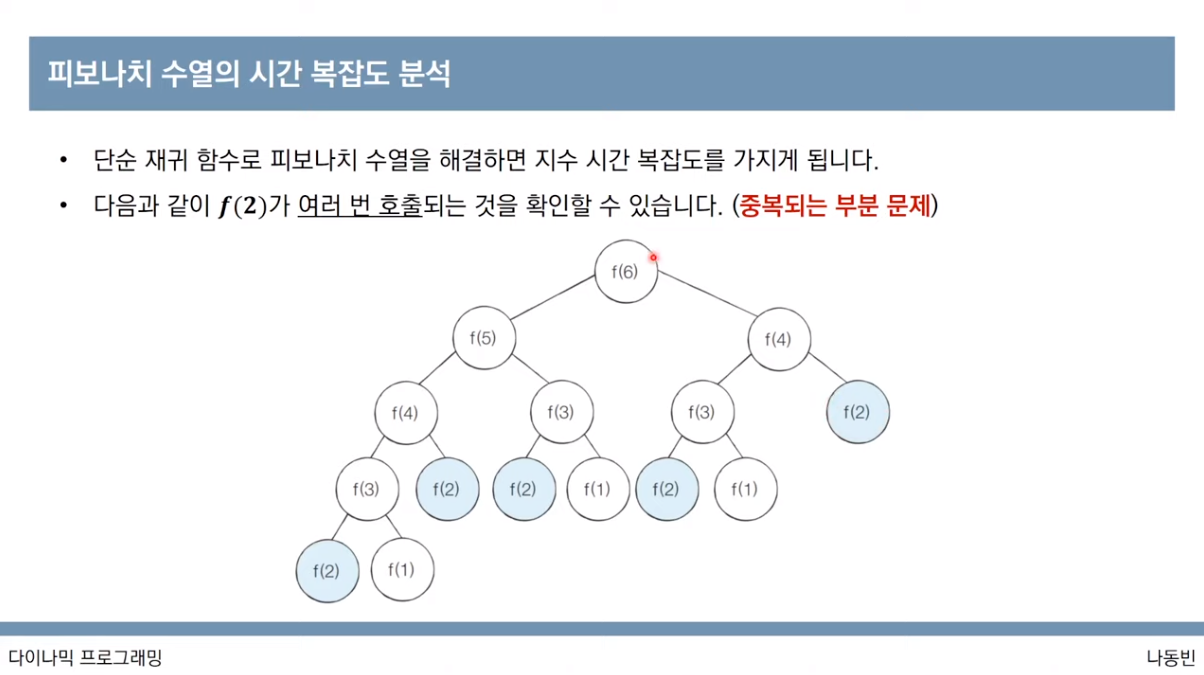 피보나치 수열의 시간 복잡도 분석
• 단순 재귀 함수로 피보나치 수열을 해결하면 지수 시간 복잡도를 가지게 됩니다.
• 다음과 같이 f(2)가 여러 번 호출되는 것을 확인할 수 있습니다. (중복되는 부분 문제)
f(6)
f(5) f(4)
f(4) f(3) f(3) f(2)
f(3) f(2) f(2) f(1) f(2) f(1)
f(2) f(1)
다이나믹 프로그래밍 나동빈